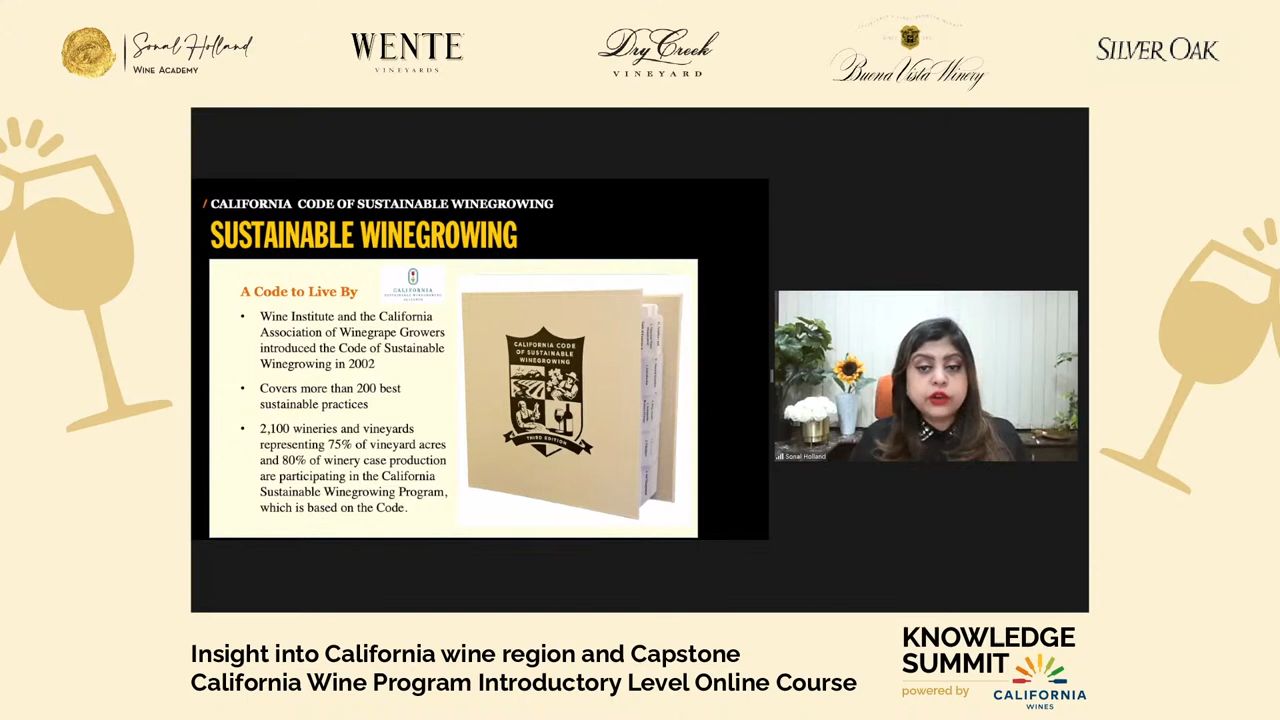 Sonal Holland
WINE ACADEMY
WENTE
VINEYARDS
Dry Creek
VINEYARD
Buena Vista Winery
SILVER OAK
/ CALIFORNIA CODE OF SUSTAINABLE WINEGROWING
SUSTAINABLE WINEGROWING
A Code to Live By
CALIFORNIA
SUSTAINABLE WINEGROWING
ALLIANCE
• Wine Institute and the California
Association of Winegrape Growers
introduced the Code of Sustainable
Winegrowing in 2002
• Covers more than 200 best
sustainable practices
• 2,100 wineries and vineyards
representing 75% of vineyard acres
and 80% of winery case production
are participating in the California
Sustainable Winegrowing Program,
which is based on the Code.
CALIFORNIA CODE
OF SUSTAINABLE
WINEGROWING
THIRD EDITION
Sonal Holland
Insight into California wine region and Capstone
California Wine Program Introductory Level Online Course
KNOWLEDGE
SUMMIT
powered by
CALIFORNIA
WINES